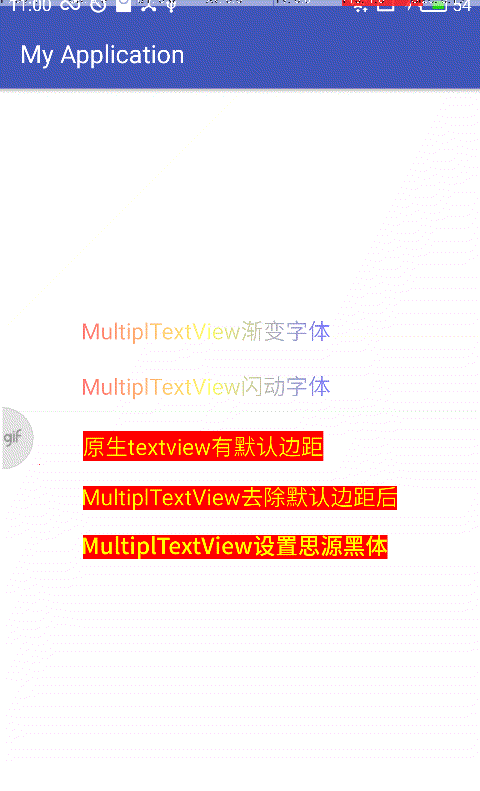 11:00 54
My Application
MultiplTextView渐变字体
MultiplTextView闪动字体
gif
原生textview有默认边距
MultiplTextView去除默认边距后
MultiplTextView设置思源黑体